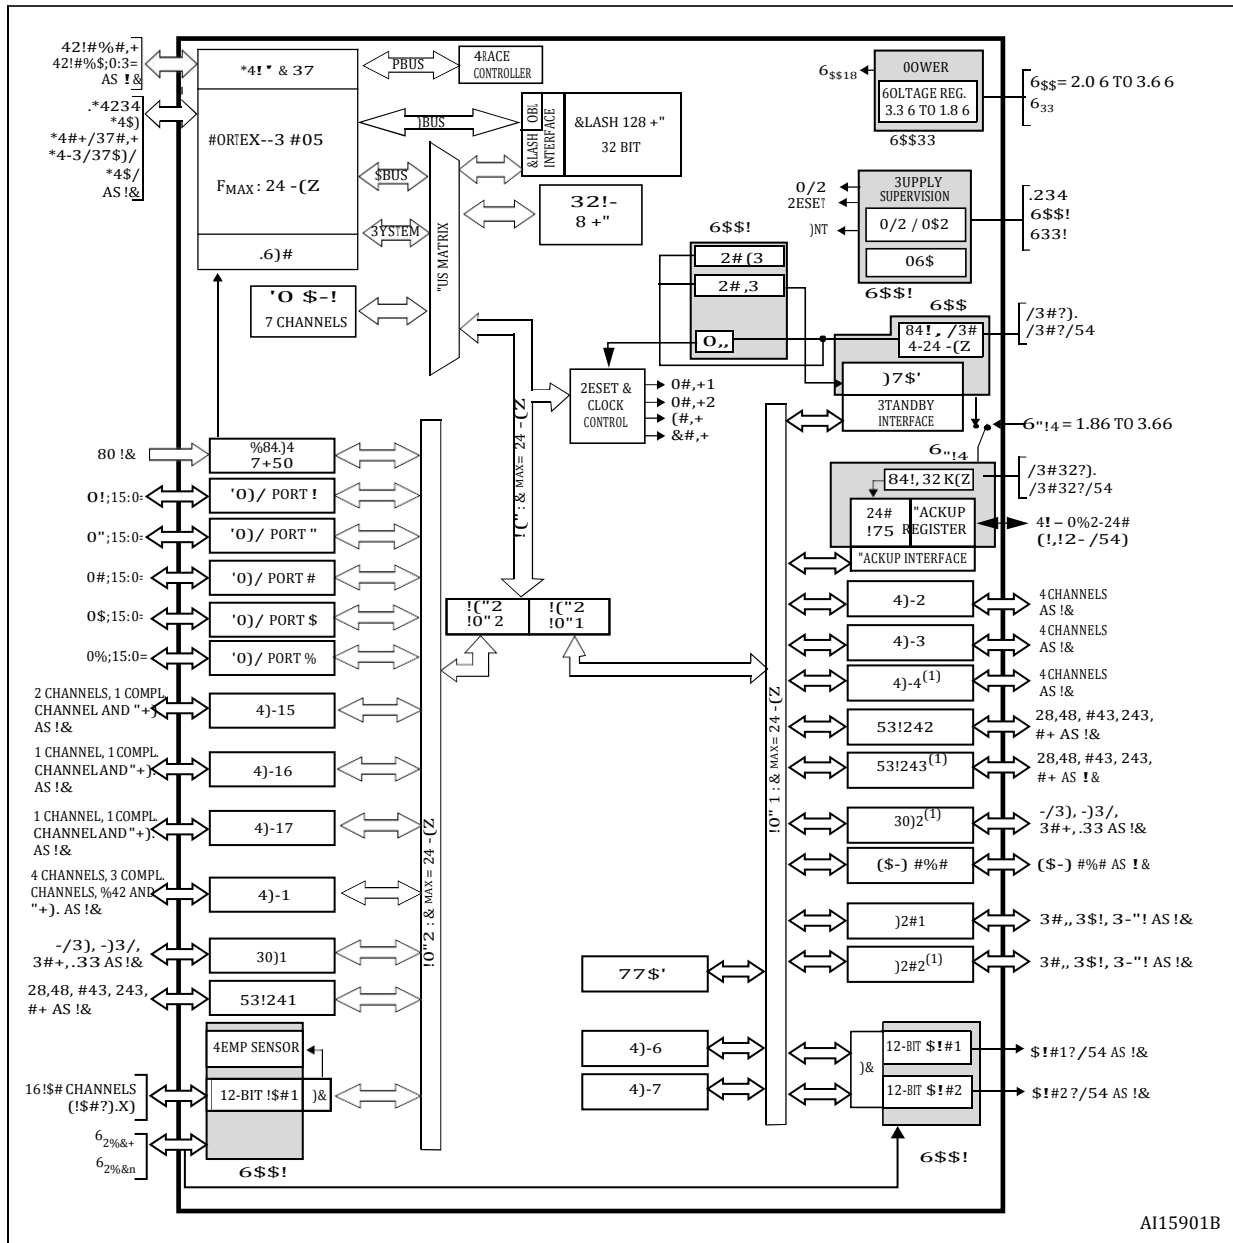 42!#%#,+
42!#%$;0:3=
AS !&
*4!' & 37
PBUS
4RACE
CONTROLLER
.*4234
*4$)
*4#+/37#,+
*4-3/37$)/
*4$/
AS !&
#ORTEX--3 #05
FMAX : 24 -(Z
.6)#
)BUS
$BUS
3YSTEM
"US MATRIX
&LASH OBL
INTERFACE
&LASH 128 +"
32 BIT
32!-
8 +"
'0 $-!
7 CHANNELS
6$$18
00WER
60LTAGE REG.
3.3 6 TO 1.8 6
6$$33
6$$= 2.0 6 TO 3.6 6
633
0/2
2ESET
)NT
3UPPLY
SUPERVISION
0/2 / 0$2
06$
6$$!
.234
6$$!
633!
6$$!
2# (3
2# ,3
0,,
6$$
84!, /3#
4-24 -(Z
/3#?).
/3#?/54
)7$'
3TANDBY
INTERFACE
2ESET &
CLOCK
CONTROL
0#,+1
0#,+2
(#,+
&#,+
!(" : & MAX = 24 -(Z
6"!4 = 1.86 TO 3.66
6"!4
84!, 32 K(Z
/3#32?).
/3#32?/54
24#
!75
"ACKUP
REGISTER
"ACKUP INTERFACE
4!– 0%2-24#
(!,!2- /54)
80 !&
%84.)4
7+50
0!;15:0=
'0)/ PORT !
0";15:0=
'0)/ PORT "
0#;15:0=
'0)/ PORT #
0$;15:0=
'0)/ PORT $
0%;15:0=
'0)/ PORT %
!("2
!0"2
!("2
!0"1
4)-2
4 CHANNELS
AS !&
4)-3
4 CHANNELS
AS !&
4)-4(1)
4 CHANNELS
AS !&
2 CHANNELS, 1 COMPL.
CHANNEL AND "+)
AS !&
4)-15
1 CHANNEL, 1 COMPL.
CHANNEL AND "+).
AS !&
4)-16
1 CHANNEL, 1 COMPL.
CHANNEL AND "+).
AS !&
4)-17
4 CHANNELS, 3 COMPL.
CHANNELS, %42 AND
"+). AS !&
4)-1
-/3), -)3/,
3#+, .33 AS !&
30)1
28,48, #43, 243,
#+ AS !&
53!241
!0"2 : & MAX = 24 -(Z
!0" 1 : & MAX = 24 -(Z
53!242
28,48, #43, 243,
#+ AS !&
53!243(1)
28,48, #43, 243,
#+ AS !&
30)2(1)
-/3), -)3/,
3#+, .33 AS !&
($-) #%#
($-) #%# AS !&
)2#1
3#,, 3$!, 3-"! AS !&
)2#2(1)
3#,, 3$!, 3-"! AS !&
77$'
4)-6
4)-7
4EMP SENSOR
12-BIT !$#1
)&
16!$# CHANNELS
(!$#?).X)
62%&+
62%&n
6$$!
)&
12-BIT $!#1
$!#1?/54 AS !&
12-BIT $!#2
$!#2?/54 AS !&
6$$!
AI15901B